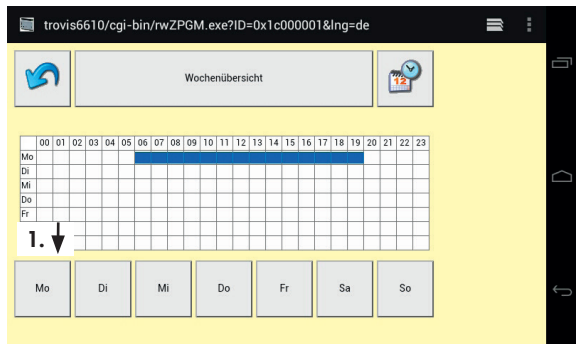 trovis6610/cgi-bin/rwZPGM.exe?ID=0x1c000001&lng=de
Wochenübersicht
12
00 01 02 03 04 05 06 07 08 09 10 11 12 13 14 15 16 17 18 19 20 21 22 23
Mo
Di
Mi
Do
Fr
1.
Mo Di Mi Do Fr Sa So